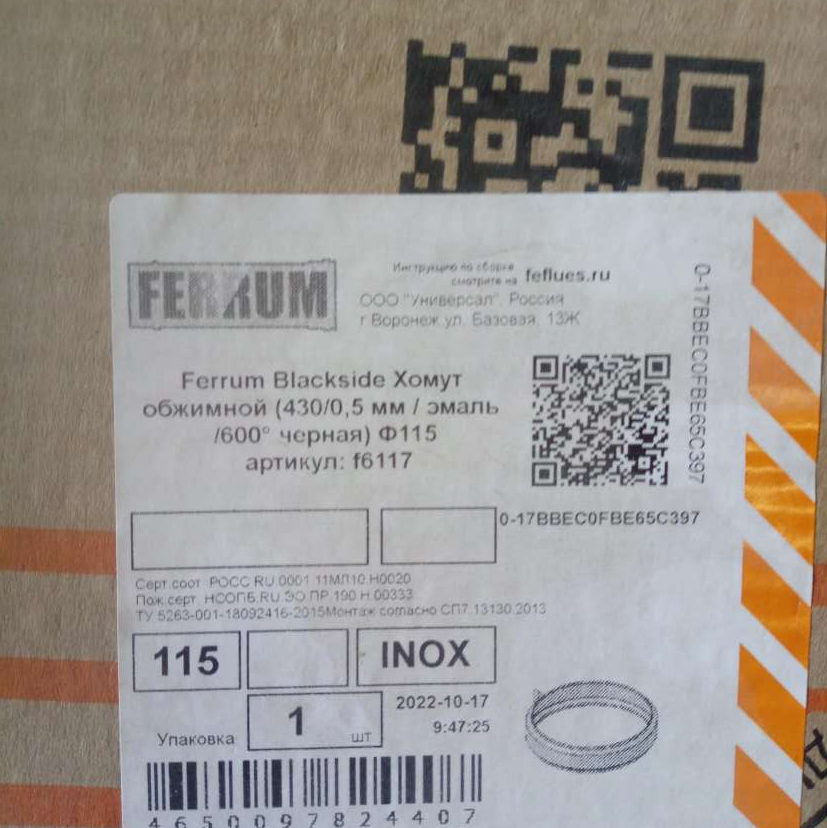 FERRUM
Инструкцию по сборке
смотрите на feflues.ru
ООО "Универсал", Россия
г Воронеж ул. Базовая, 13Ж
0-17BBEC0FBE65C397
Ferrum Blackside Хомут
обжимной (430/0,5 мм / эмаль
/600° черная) Ф115
артикул: f6117
0-17BBEC0FBE65C397
Серт.соот. РОСС RU.0001.11МЛ10.Н0020
Пож.серт. НСОПБ.RU.ЭО.ПР.190.Н.00333
ТУ 5263-001-18092416-2015Монтаж согласно СП7.13130.2013
115 INOX
Упаковка 1 шт
2022-10-17
9:47:25
4650097824407